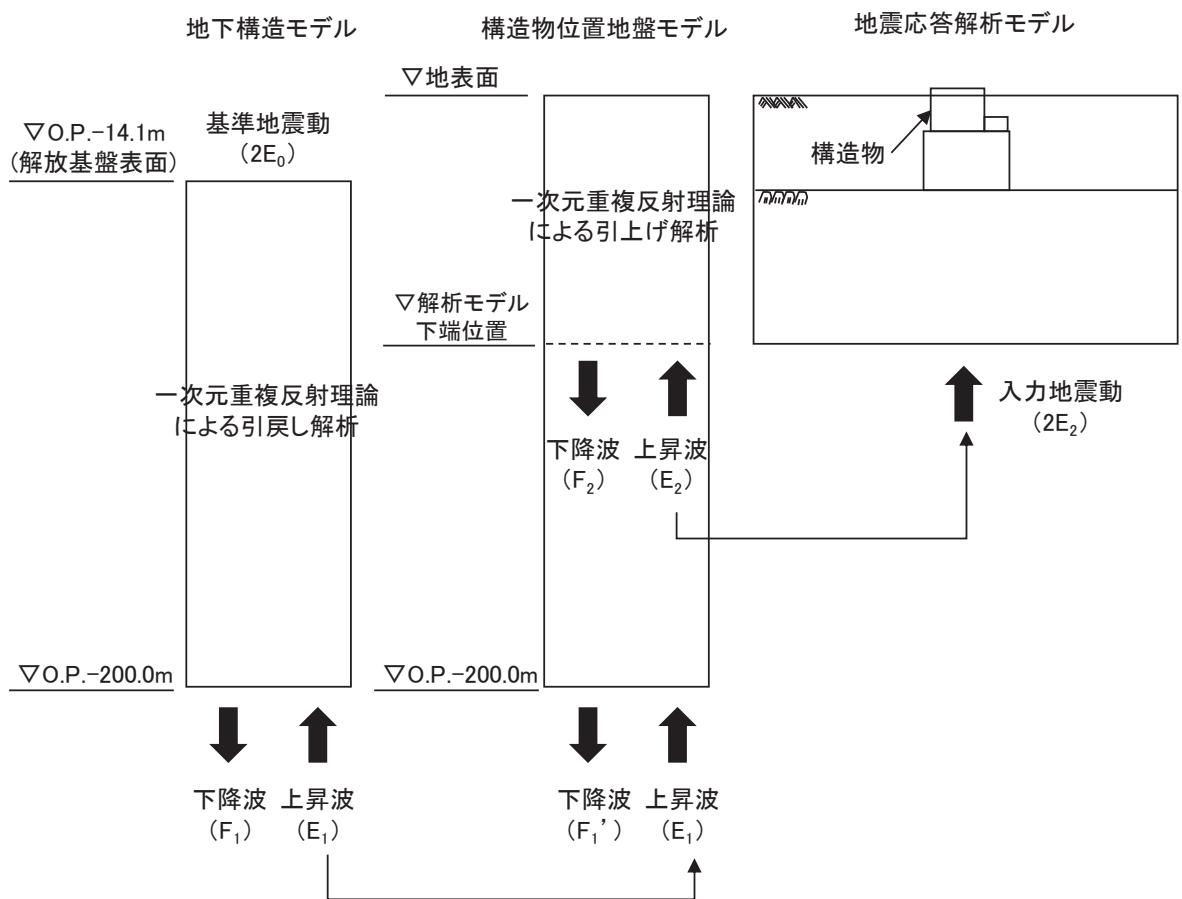 地下構造モデル
▽O.P.-14.1m
(解放基盤表面)
基準地震動
(2E₀)
一次元重複反射理論
による引戻し解析
▽O.P.-200.0m
下降波
(F₁)
上昇波
(E₁)
構造物位置地盤モデル
▽地表面
一次元重複反射理論
による引上げ解析
▽解析モデル
下端位置
下降波
(F₂)
上昇波
(E₂)
▽O.P.-200.0m
下降波
(F₁’)
上昇波
(E₁)
地震応答解析モデル
構造物
入力地震動
(2E₂)